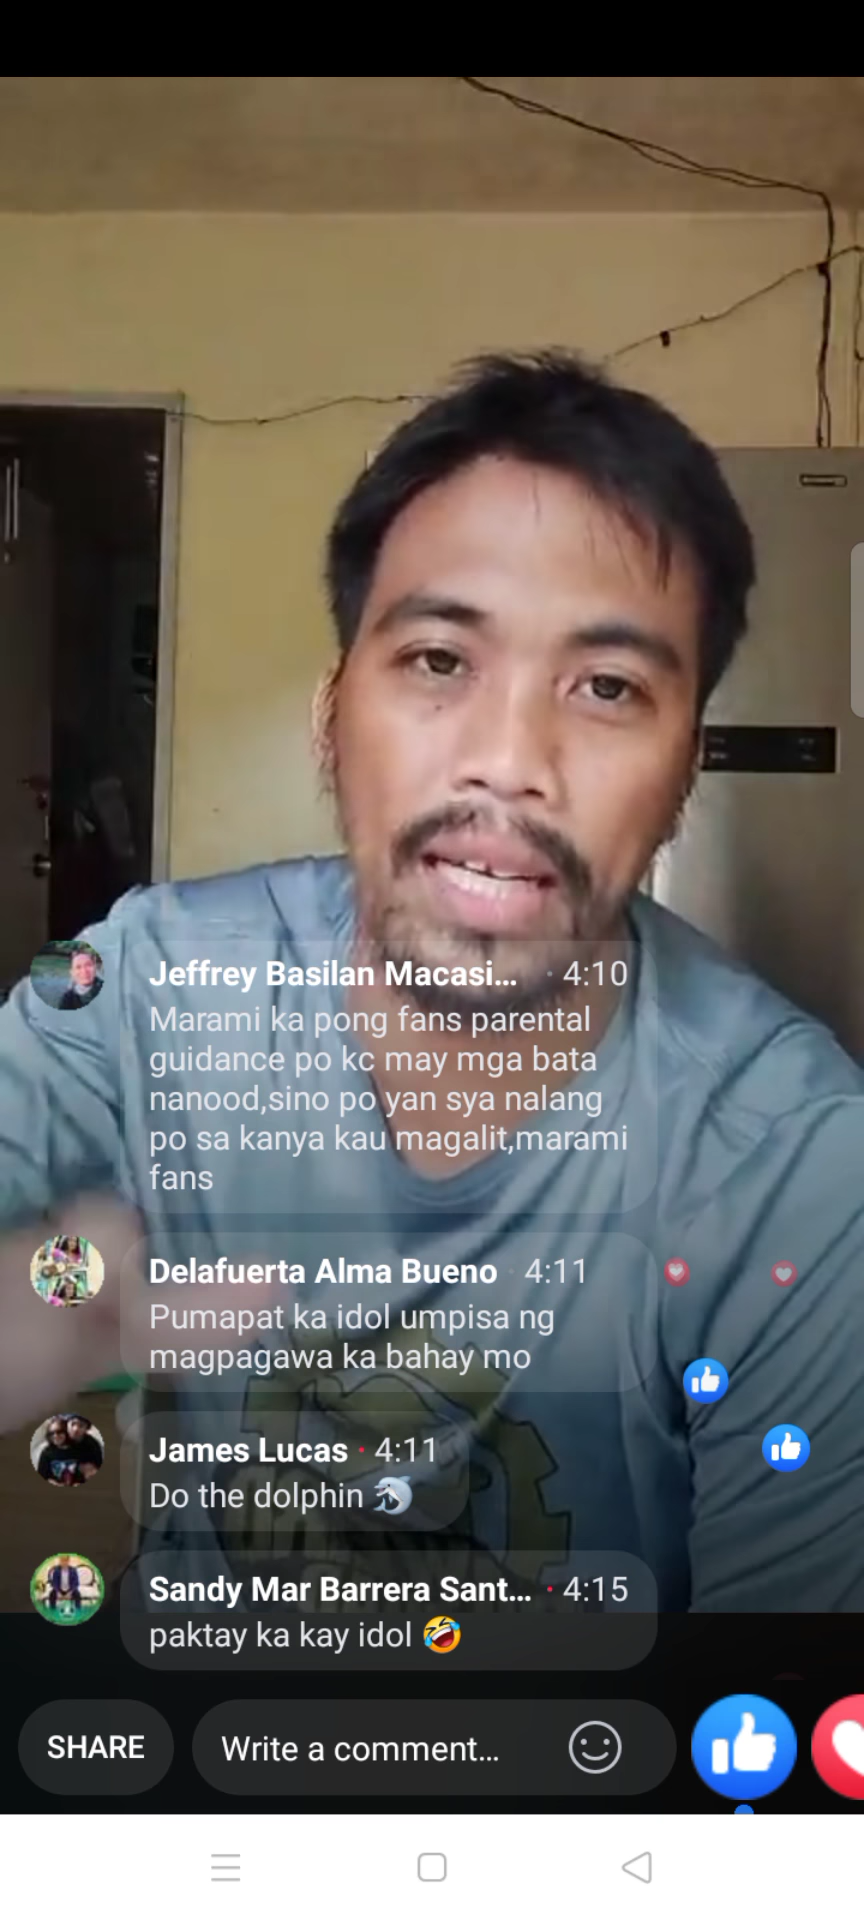 Jeffrey Basilan Macasi... · 4:10
Marami ka pong fans parental
guidance po kc may mga bata
nanood,sino po yan sya nalang
po sa kanya kau magalit,marami
fans
Delafuerta Alma Bueno · 4:11
Pumapat ka idol umpisa ng
magpagawa ka bahay mo
James Lucas · 4:11
Do the dolphin 🐬
Sandy Mar Barrera Sant... · 4:15
paktay ka kay idol 🤣
SHARE
Write a comment...